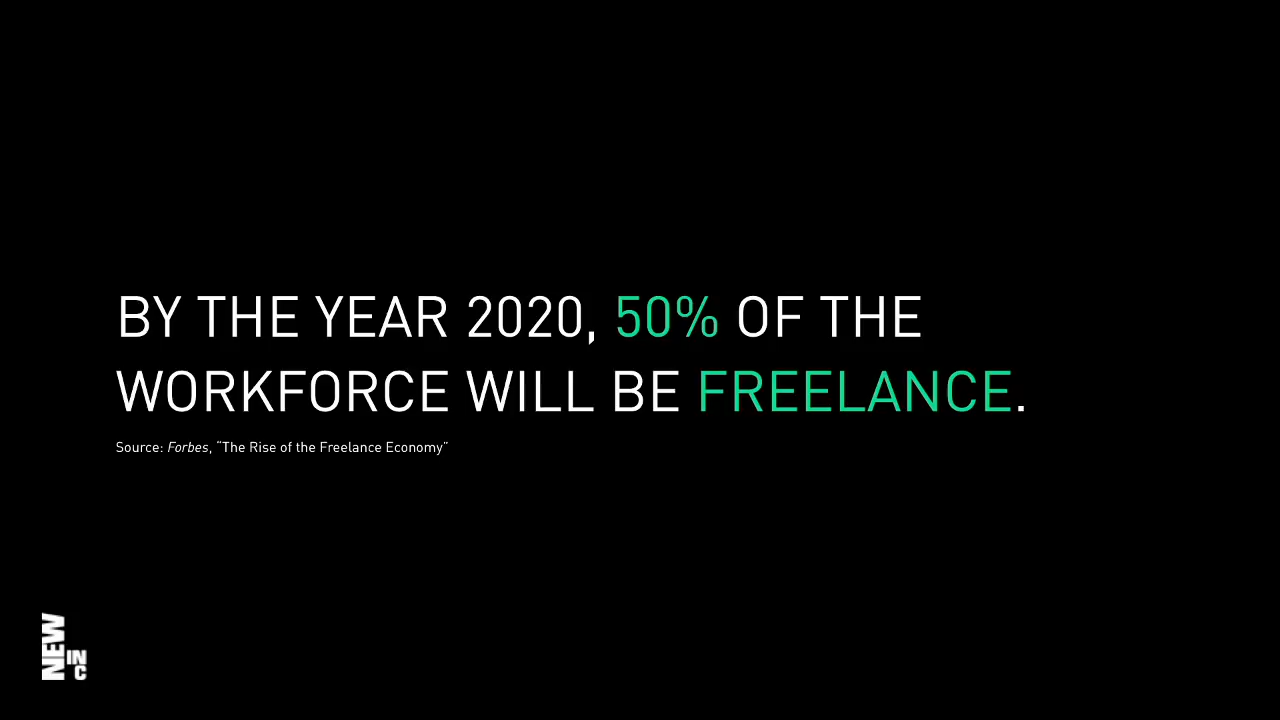 BY THE YEAR 2020, 50% OF THE
WORKFORCE WILL BE FREELANCE.
Source: Forbes, “The Rise of the Freelance Economy”
NEW
IN
C